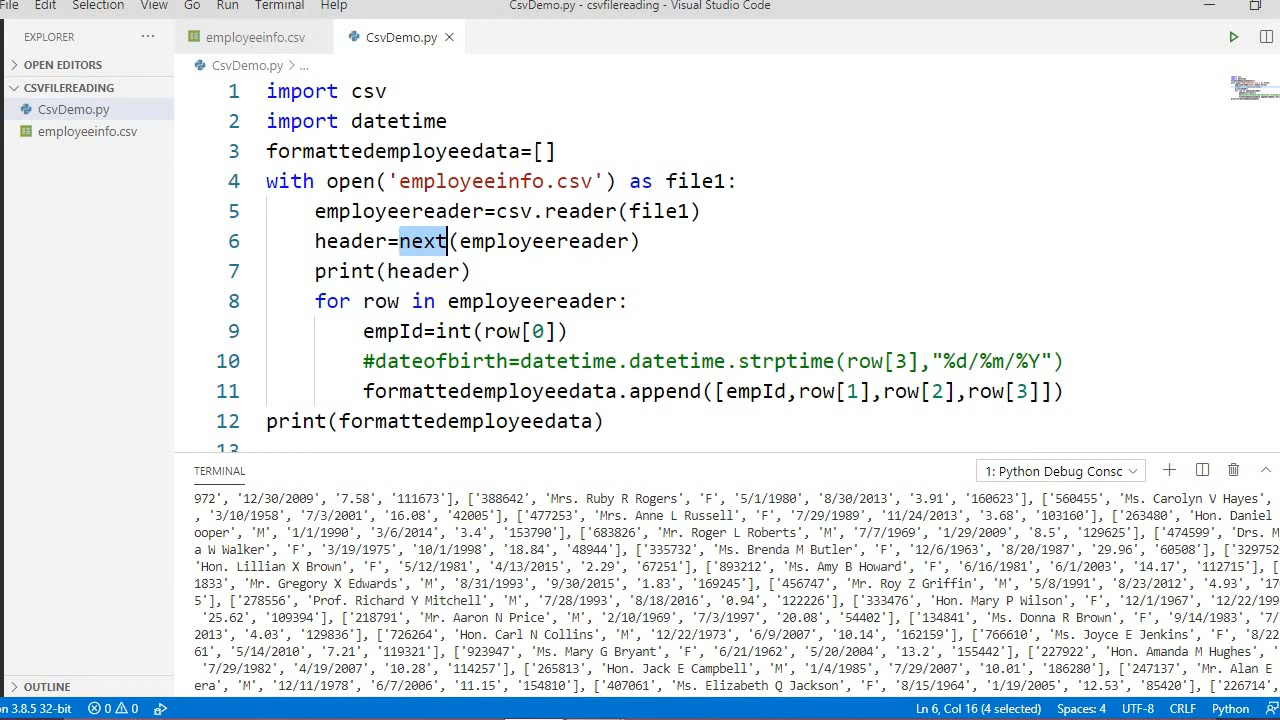 File Edit Selection View Go Run Terminal Help CsvDemo.py - csvfilereading - Visual Studio Code
EXPLORER ... employeeinfo.csv CsvDemo.py
OPEN EDITORS CsvDemo.py > ...
CSVFILEREADING
CsvDemo.py
employeeinfo.csv
1 import csv
2 import datetime
3 formattedemployeedata=[]
4 with open('employeeinfo.csv') as file1:
5 employeereader=csv.reader(file1)
6 header=next(employeereader)
7 print(header)
8 for row in employeereader:
9 empId=int(row[0])
10 #dateofbirth=datetime.datetime.strptime(row[3],"%d/%m/%Y")
11 formattedemployeedata.append([empId,row[1],row[2],row[3]])
12 print(formattedemployeedata)
13
TERMINAL 1: Python Debug Consc
972', '12/30/2009', '7.58', '111673'], ['388642', 'Mrs. Ruby R Rogers', 'F', '5/1/1980', '8/30/2013', '3.91', '160623'], ['560455', 'Ms. Carolyn V Hayes',
, '3/10/1958', '7/3/2001', '16.08', '42005'], ['477253', 'Mrs. Anne L Russell', 'F', '7/29/1989', '11/24/2013', '3.68', '103160'], ['263480', 'Hon. Daniel
ooper', 'M', '1/1/1990', '3/6/2014', '3.4', '153790'], ['683826', 'Mr. Roger L Roberts', 'M', '7/7/1969', '1/29/2009', '8.5', '129625'], ['474599', 'Drs. M
a W Walker', 'F', '3/19/1975', '10/1/1998', '18.84', '48944'], ['335732', 'Ms. Brenda M Butler', 'F', '12/6/1963', '8/20/1987', '29.96', '60508'], ['329752
'Hon. Lillian X Brown', 'F', '5/12/1981', '4/13/2015', '2.29', '67251'], ['893212', 'Ms. Amy B Howard', 'F', '6/16/1981', '6/1/2003', '14.17', '112715'], [
1833', 'Mr. Gregory X Edwards', 'M', '8/31/1993', '9/30/2015', '1.83', '169245'], ['456747', 'Mr. Roy Z Griffin', 'M', '5/8/1991', '8/23/2012', '4.93', '17
5'], ['278556', 'Prof. Richard Y Mitchell', 'M', '7/28/1993', '8/18/2016', '0.94', '122226'], ['333476', 'Hon. Mary P Wilson', 'F', '12/1/1967', '12/22/199
'25.62', '109394'], ['218791', 'Mr. Aaron N Price', 'M', '2/10/1969', '7/3/1997', '20.08', '54402'], ['134841', 'Ms. Donna R Brown', 'F', '9/14/1983', '7/
2013', '4.03', '129836'], ['726264', 'Hon. Carl N Collins', 'M', '12/22/1973', '6/9/2007', '10.14', '162159'], ['766610', 'Ms. Joyce E Jenkins', 'F', '8/22
61', '5/14/2010', '7.21', '119321'], ['923947', 'Ms. Mary G Bryant', 'F', '6/21/1962', '5/20/2004', '13.2', '155442'], ['227922', 'Hon. Amanda M Hughes',
'7/29/1982', '4/19/2007', '10.28', '114257'], ['265813', 'Hon. Jack E Campbell', 'M', '1/4/1985', '7/29/2007', '10.01', '186280'], ['247137', 'Mr. Alan E
era', 'M', '12/11/1978', '6/7/2006', '11.15', '154810'], ['407061', 'Ms. Elizabeth Q Jackson', 'F', '8/15/1964', '1/19/2005', '12.53', '85420'], ['226714',
OUTLINE
n 3.8.5 32-bit 0 0 Ln 6, Col 16 (4 selected) Spaces: 4 UTF-8 CRLF Python